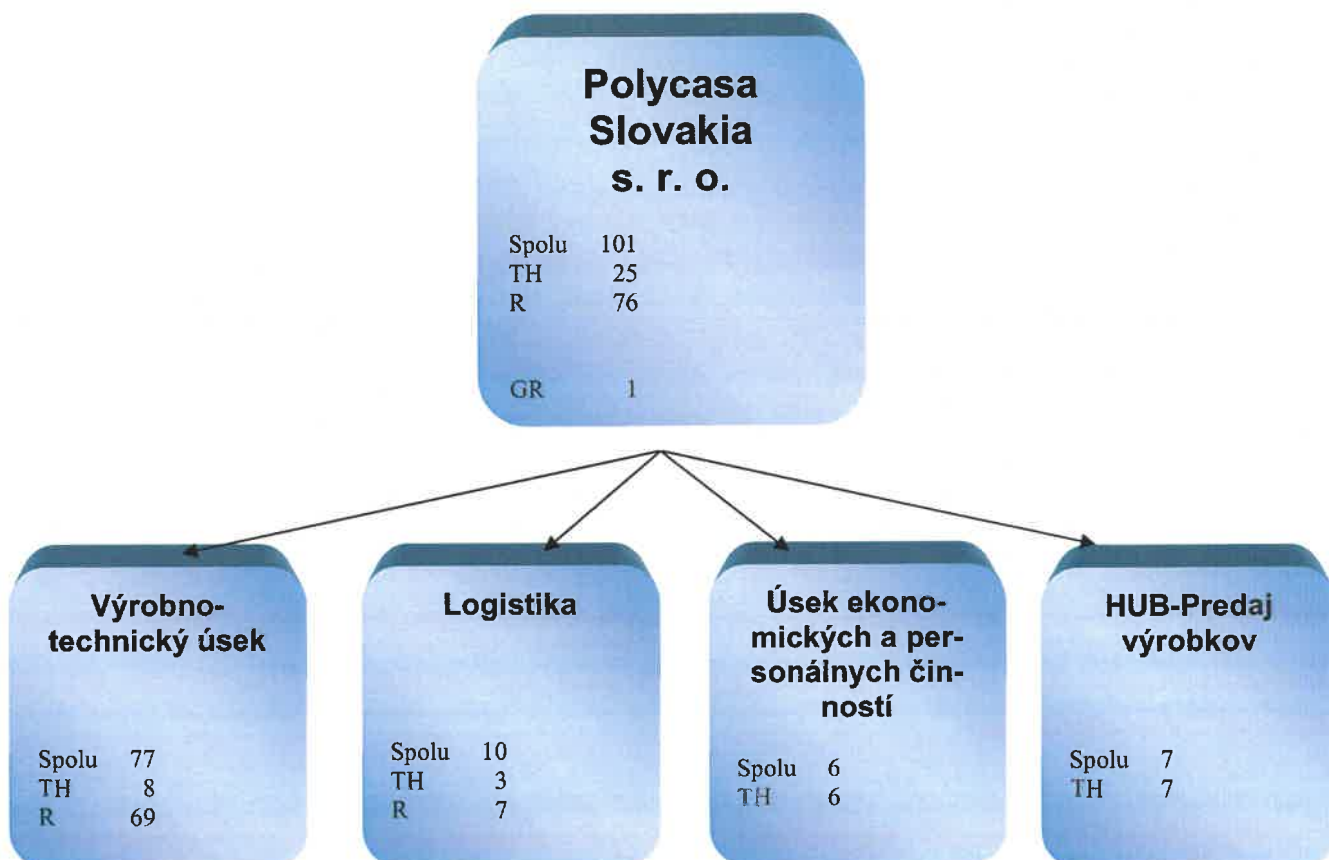 Polycasa
Slovakia
s. r. o.
Spolu 101
TH 25
R 76
GR 1
Výrobno-
technický úsek
Spolu 77
TH 8
R 69
Logistika
Spolu 10
TH 3
R 7
Úsek ekono-
mických a per-
sonálnych čin-
ností
Spolu 6
TH 6
HUB-Predaj
výrobkov
Spolu 7
TH 7